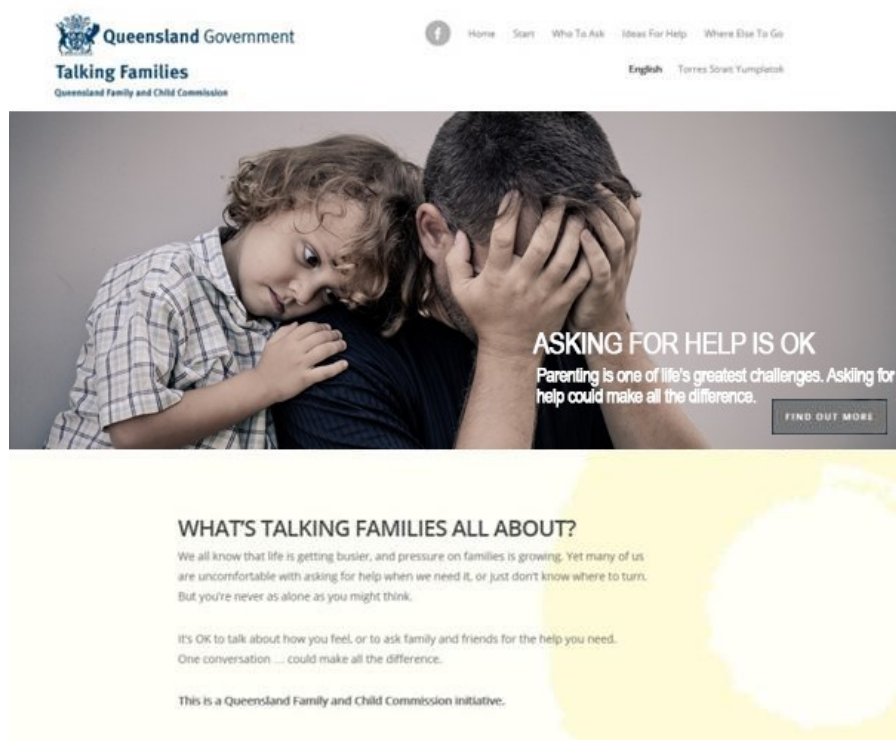 Queensland Government
Talking Families
Queensland Family and Child Commission
f Home Start Who To Ask Ideas For Help Where Else To Go
English Torres Strait Yumplatok
ASKING FOR HELP IS OK
Parenting is one of life's greatest challenges. Askiing for
help could make all the difference.
FIND OUT MORE
WHAT'S TALKING FAMILIES ALL ABOUT?
We all know that life is getting busier, and pressure on families is growing. Yet many of us
are uncomfortable with asking for help when we need it, or just don't know where to turn.
But you're never as alone as you might think.
It's OK to talk about how you feel, or to ask family and friends for the help you need.
One conversation ... could make all the difference.
This is a Queensland Family and Child Commission initiative.